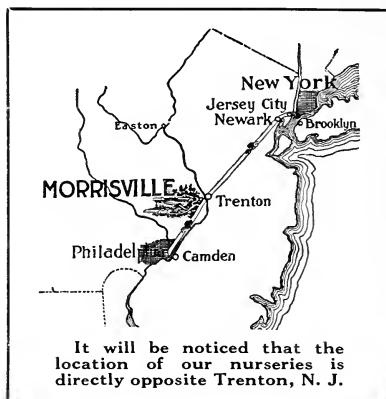 New York
Jersey City
Newark
Brooklyn
Easton
MORRISVILLE
Trenton
Philadelphia
Camden
It will be noticed that the
location of our nurseries is
directly opposite Trenton, N. J.